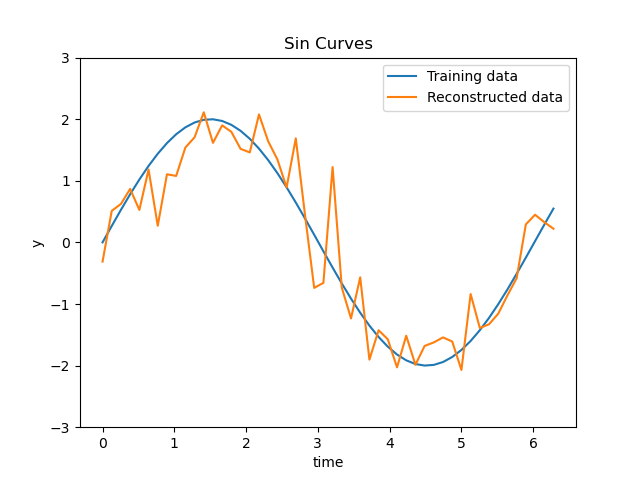 Sin Curves
Training data
Reconstructed data
3
2
1
0
−1
−2
−3
y
0 1 2 3 4 5 6
time